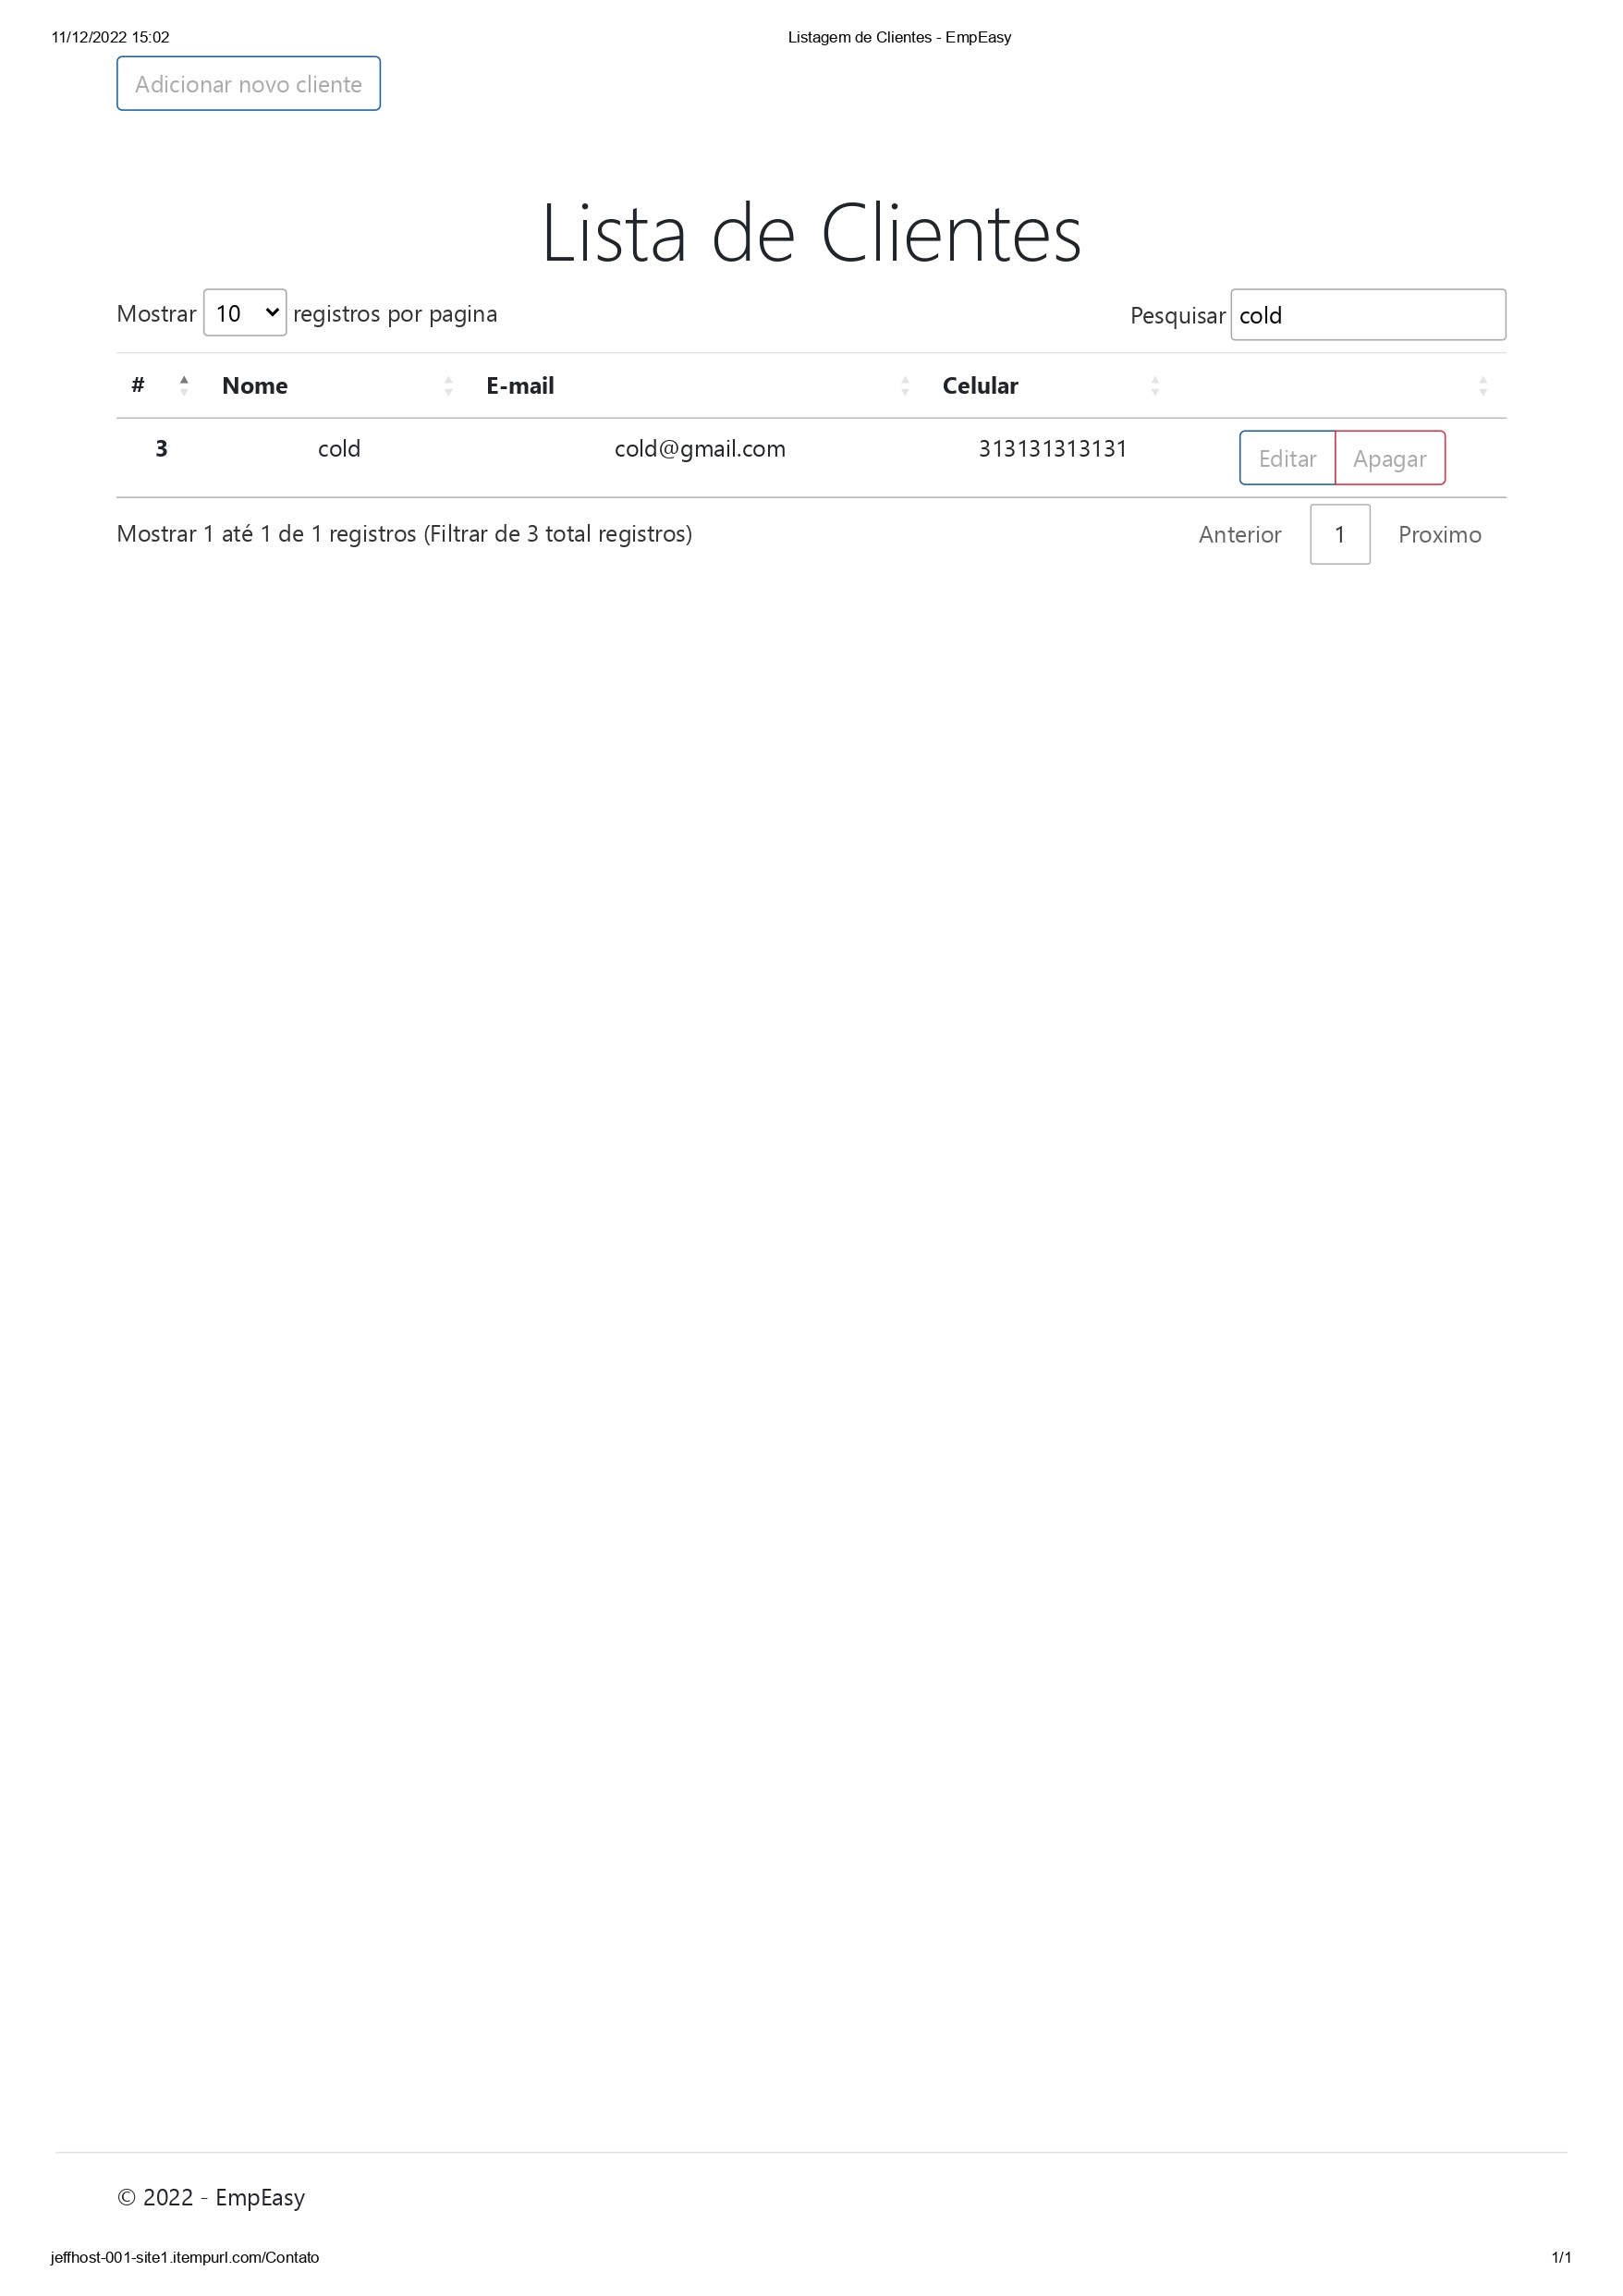 11/12/2022 15:02 Listagem de Clientes - EmpEasy
Adicionar novo cliente
Lista de Clientes
Mostrar 10 registros por pagina Pesquisar cold
# Nome E-mail Celular
3 cold cold@gmail.com 313131313131 Editar Apagar
Mostrar 1 até 1 de 1 registros (Filtrar de 3 total registros) Anterior 1 Proximo
© 2022 - EmpEasy
jeffhost-001-site1.itempurl.com/Contato 1/1